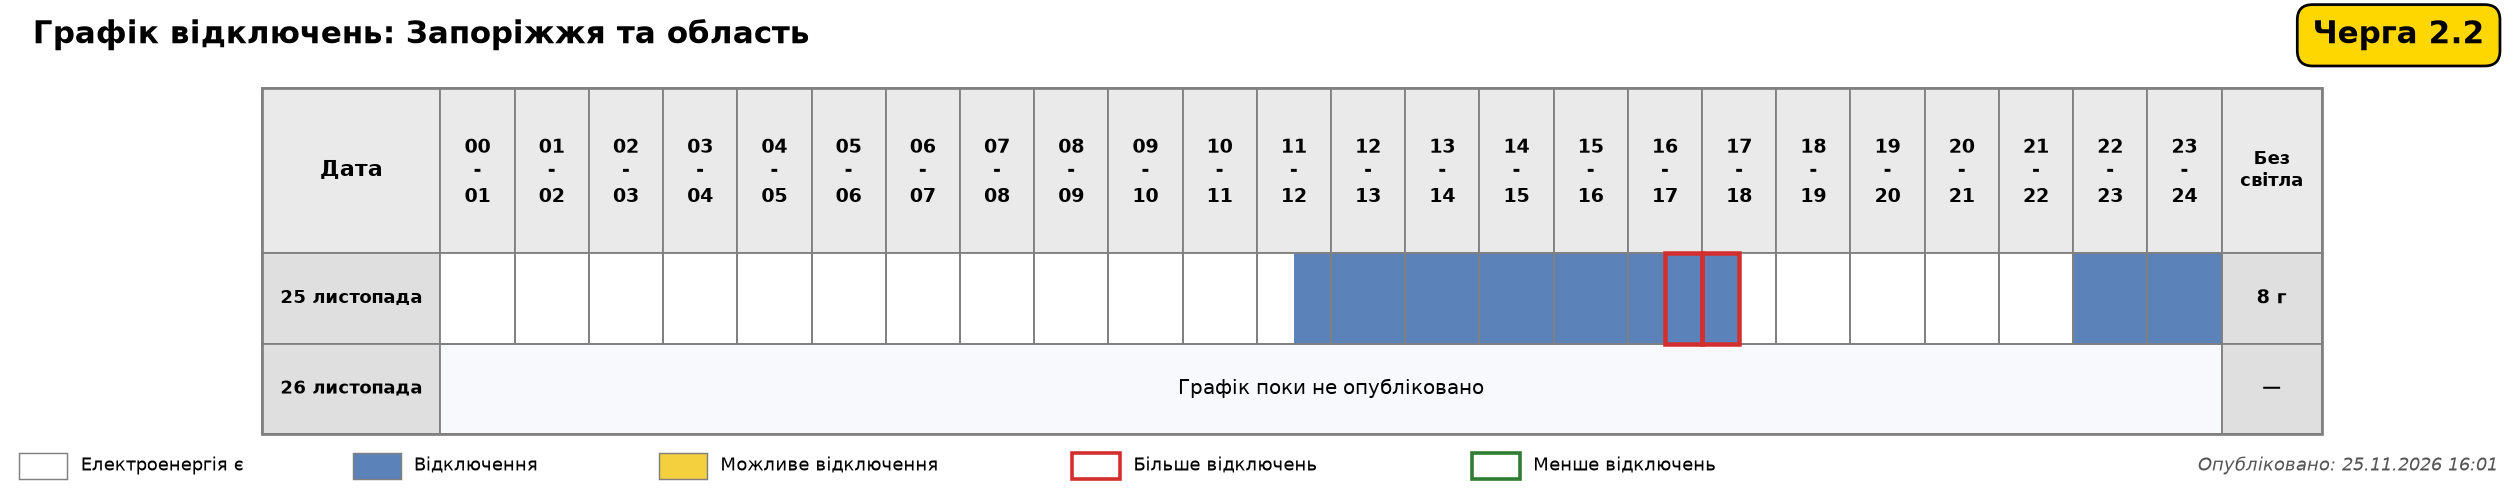 Графік відключень: Запоріжжя та область
Черга 2.2
Дата
00 - 01
01 - 02
02 - 03
03 - 04
04 - 05
05 - 06
06 - 07
07 - 08
08 - 09
09 - 10
10 - 11
11 - 12
12 - 13
13 - 14
14 - 15
15 - 16
16 - 17
17 - 18
18 - 19
19 - 20
20 - 21
21 - 22
22 - 23
23 - 24
Без
світла
25 листопада
8 г
26 листопада
Графік поки не опубліковано
—
Електроенергія є
Відключення
Можливе відключення
Більше відключень
Менше відключень
Опубліковано: 25.11.2026 16:01